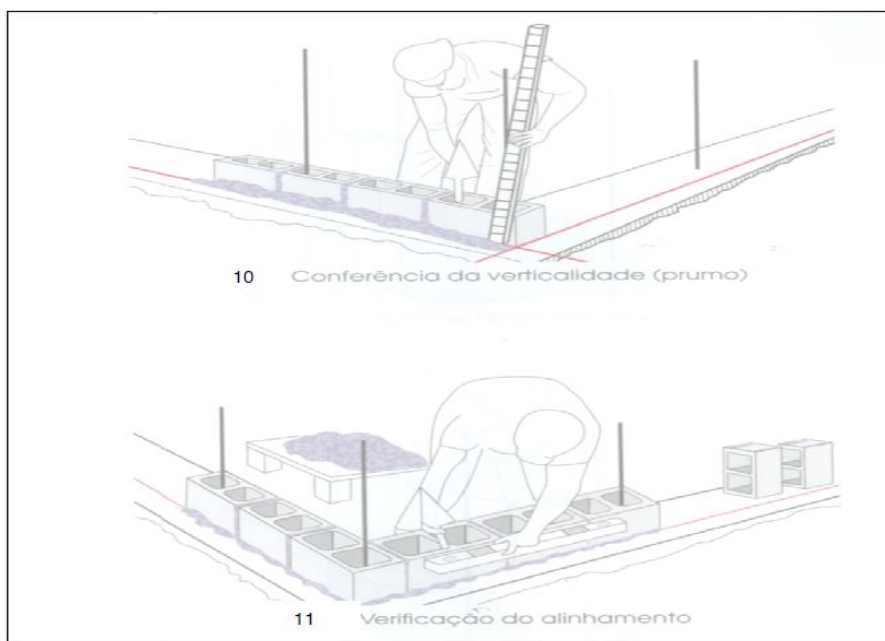 10 Conferência da verticalidade (prumo)
11 Verificação do alinhamento